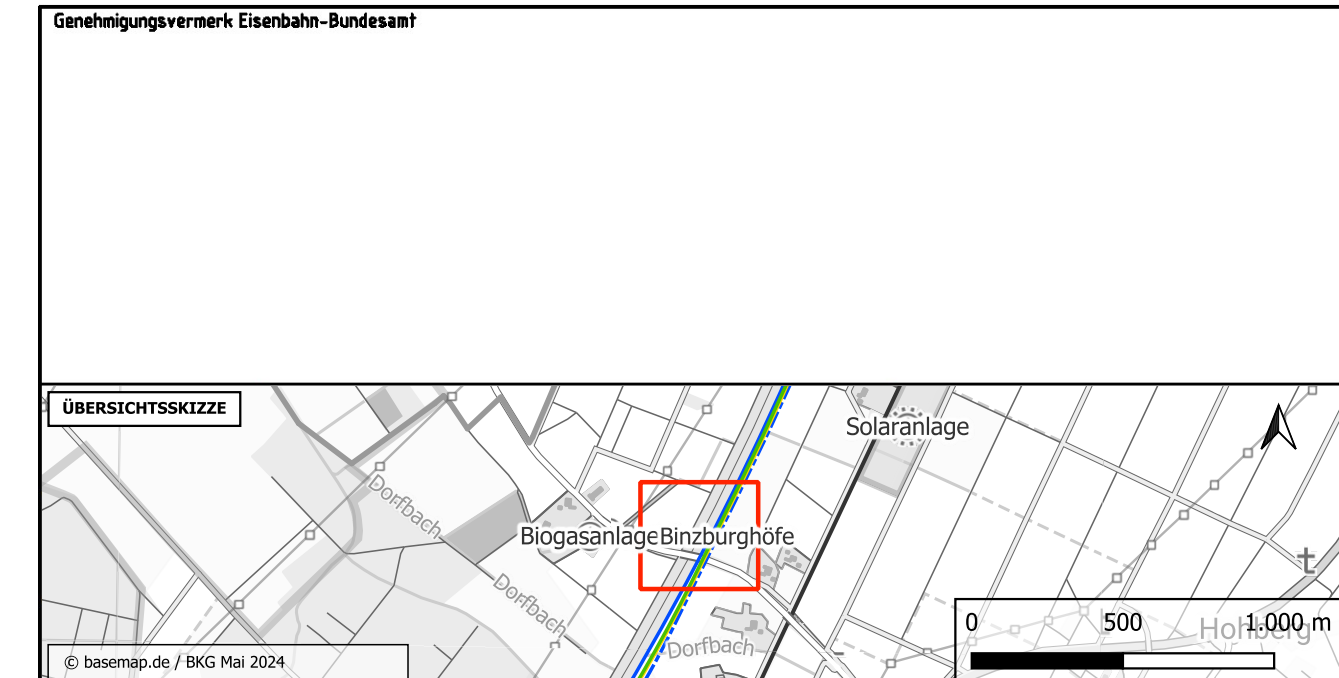 Genehmigungsvermerk Eisenbahn-Bundesamt
ÜBERSICHTSSKIZZE
Solaranlage
Dorfbach
Biogasanlage
Binzburghöfe
Dorfbach
t
0 500 1.000 m
Hohberg
Dorfbach
© basemap.de / BKG Mai 2024